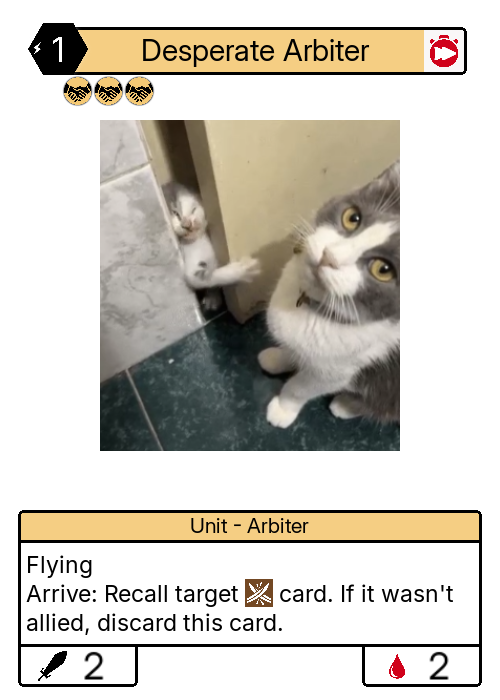 1
Desperate Arbiter
Unit - Arbiter
Flying
Arrive: Recall target card. If it wasn't
allied, discard this card.
2
2